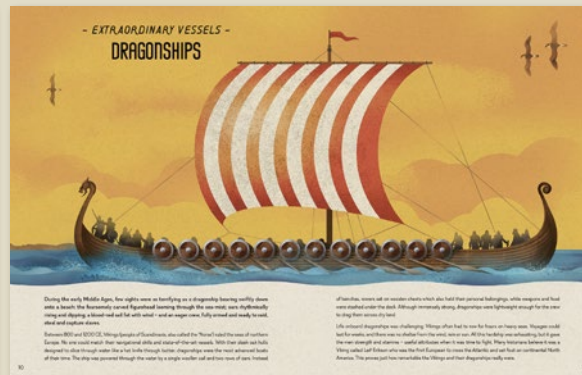 - EXTRAORDINARY VESSELS -
DRAGONSHIPS
During the early Middle Ages, few sights were as terrifying as a dragonship bearing swiftly down
onto a beach: the fearsomely carved figurehead looming through the sea mist; oars rhythmically
rising and dipping; a blood-red sail fat with wind – and an eager crew, fully armed and ready to raid,
steal and capture slaves.
Between 800 and 1200 CE, Vikings (people of Scandinavia, also called the 'Norse') ruled the seas of northern
Europe. No one could match their navigational skills and state-of-the-art vessels. With their sleek oak hulls
designed to slice through water like a hot knife through butter, dragonships were the most advanced boats
of their time. The ship was powered through the water by a single woollen sail and two rows of oars. Instead
of benches, rowers sat on wooden chests which also held their personal belongings, while weapons and food
were stashed under the deck. Although immensely strong, dragonships were lightweight enough for the crew
to drag them across dry land.
Life onboard dragonships was challenging. Vikings often had to row for hours on heavy seas. Voyages could
last for weeks, and there was no shelter from the wind, rain or sun. All this hardship was exhausting, but it gave
the men strength and stamina – useful attributes when it was time to fight. Many historians believe it was a
Viking called Leif Erikson who was the first European to cross the Atlantic and set foot on continental North
America. This proves just how remarkable the Vikings and their dragonships really were.